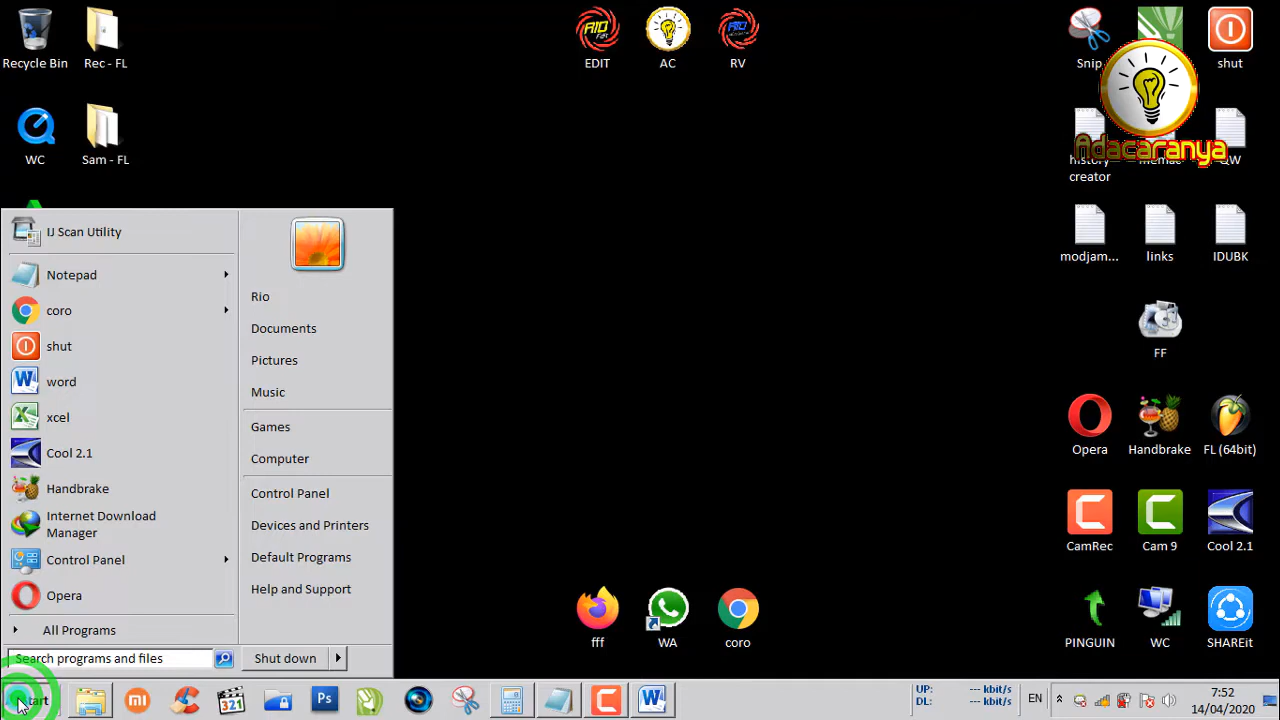 Recycle Bin
Rec - FL
EDIT
AC
RV
Snip
shut
WC
Sam - FL
Adacaranya
history
creator
QW
modjam...
links
IDUBK
FF
Opera
Handbrake
FL (64bit)
CamRec
Cam 9
Cool 2.1
fff
WA
coro
PINGUIN
WC
SHAREit
IJ Scan Utility
Notepad
coro
shut
word
xcel
Cool 2.1
Handbrake
Internet Download
Manager
Control Panel
Opera
All Programs
Search programs and files
Rio
Documents
Pictures
Music
Games
Computer
Control Panel
Devices and Printers
Default Programs
Help and Support
Shut down
321
Ps
UP: --- kbit/s
DL: --- kbit/s
EN
7:52
14/04/2020